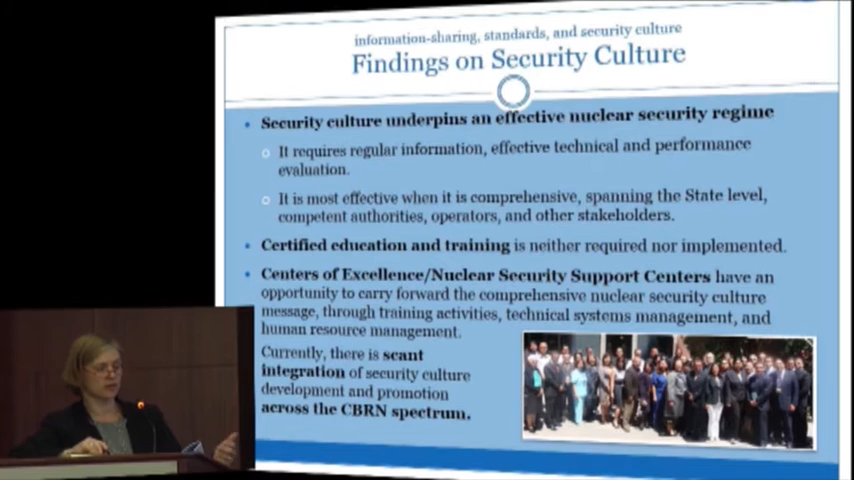 information-sharing, standards, and security culture
Findings on Security Culture
Security culture underpins an effective nuclear security regime
It requires regular information, effective technical and performance
evaluation.
It is most effective when it is comprehensive, spanning the State level,
competent authorities, operators, and other stakeholders.
Certified education and training is neither required nor implemented.
Centers of Excellence/Nuclear Security Support Centers have an
opportunity to carry forward the comprehensive nuclear security culture
message, through training activities, technical systems management, and
human resource management.
Currently, there is scant
integration of security culture
development and promotion
across the CBRN spectrum.